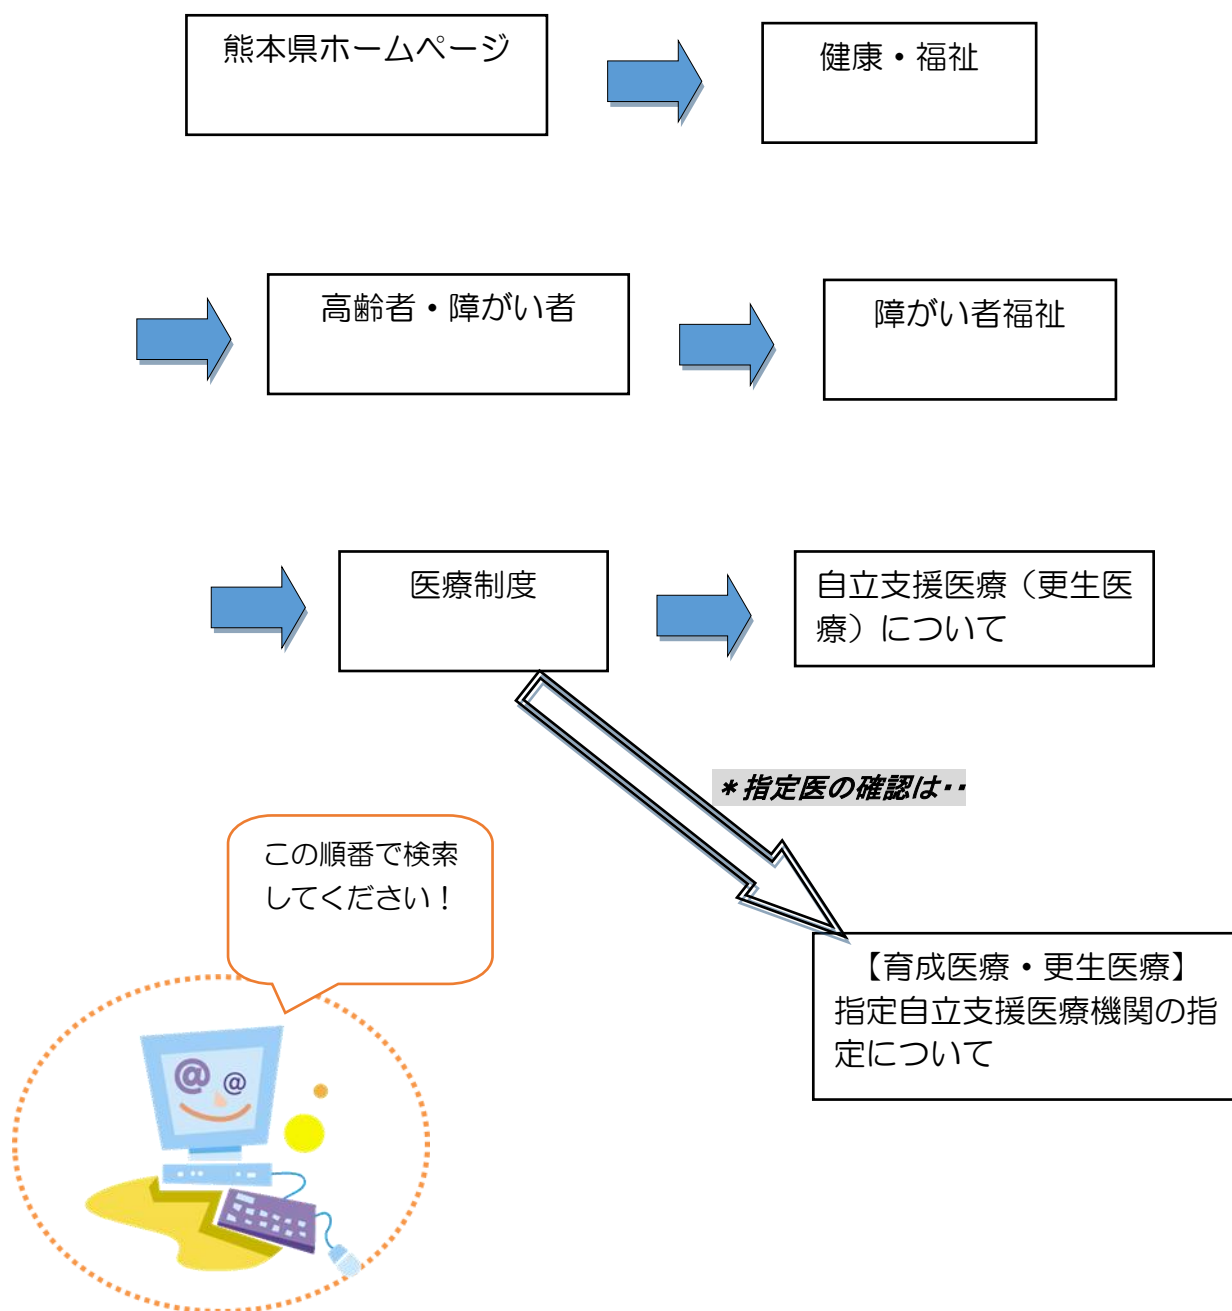 熊本県ホームページ
健康・福祉
高齢者・障がい者
障がい者福祉
医療制度
自立支援医療（更生医
療）について
＊指定医の確認は・・
この順番で検索
してください！
【育成医療・更生医療】
指定自立支援医療機関の指
定について
@ @